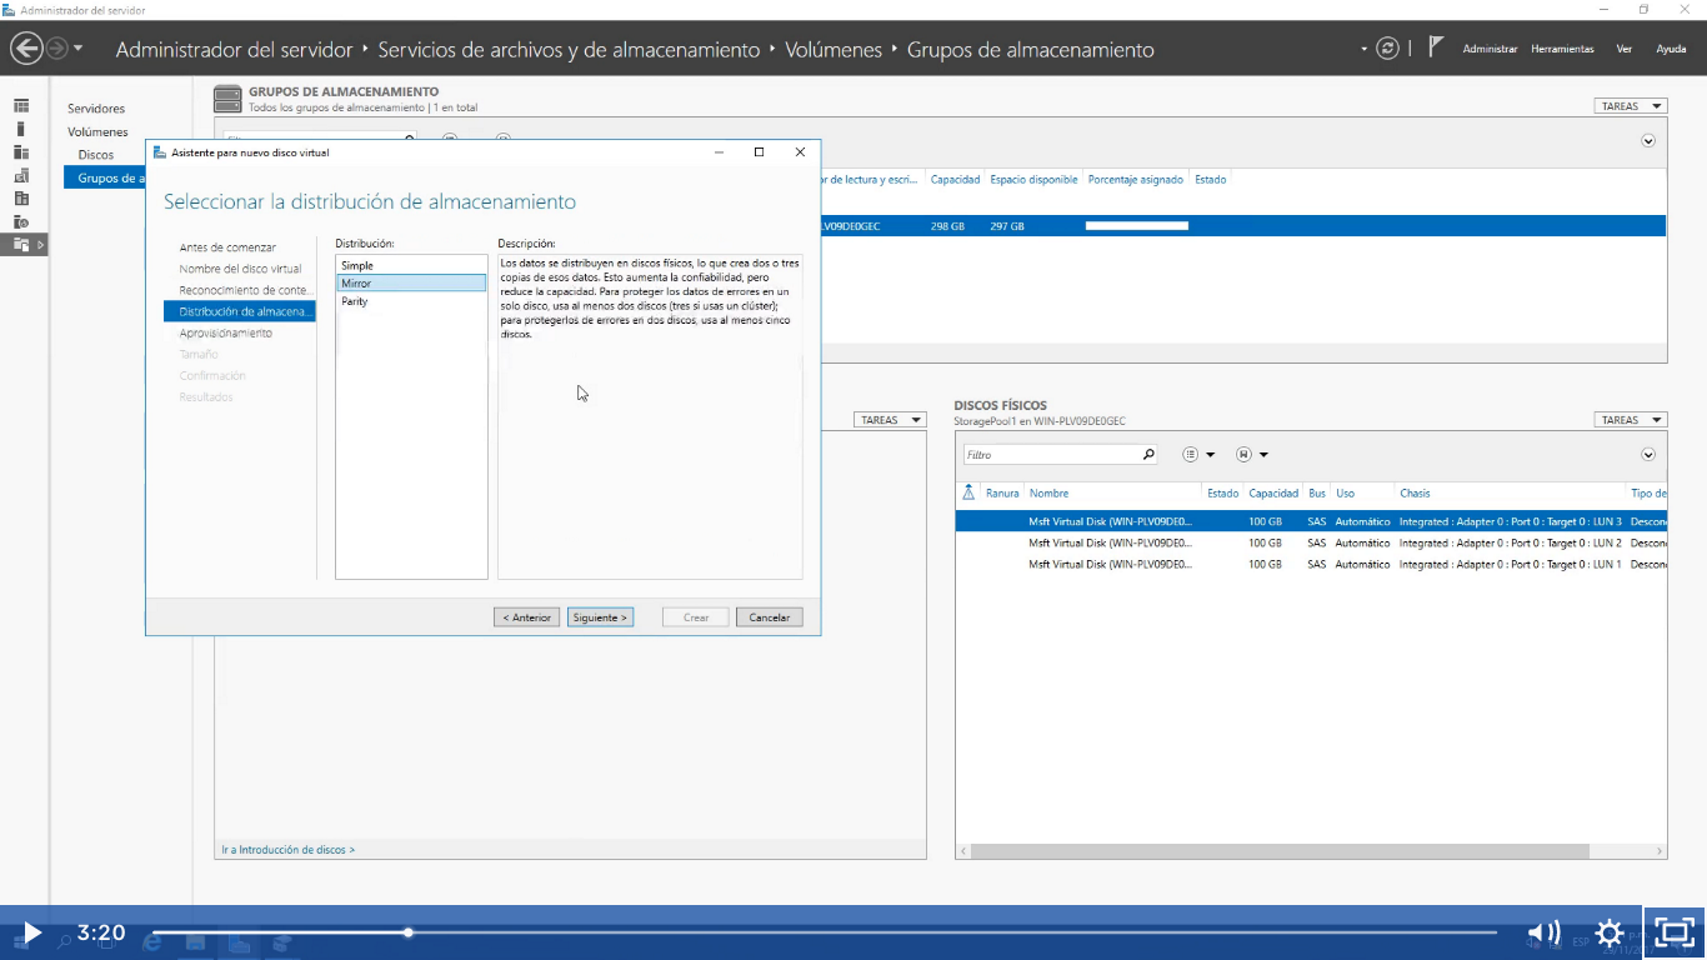 Administrador del servidor
Administrador del servidor • Servicios de archivos y de almacenamiento • Volúmenes • Grupos de almacenamiento
Administrar Herramientas Ver Ayuda
Servidores
Volúmenes
Discos
Grupos de a
GRUPOS DE ALMACENAMIENTO
Todos los grupos de almacenamiento | 1 en total
TAREAS
or de lectura y escri... Capacidad Espacio disponible Porcentaje asignado Estado
LV09DE0GEC 298 GB 297 GB
Asistente para nuevo disco virtual
Seleccionar la distribución de almacenamiento
Antes de comenzar
Nombre del disco virtual
Reconocimiento de conte...
Distribución de almacena...
Aprovisionamiento
Tamaño
Confirmación
Resultados
Distribución:
Simple
Mirror
Parity
Descripción:
Los datos se distribuyen en discos físicos, lo que crea dos o tres
copias de esos datos. Esto aumenta la confiabilidad, pero
reduce la capacidad. Para proteger los datos de errores en un
solo disco, usa al menos dos discos (tres si usas un clúster);
para protegerlos de errores en dos discos, usa al menos cinco
discos.
< Anterior Siguiente > Crear Cancelar
TAREAS
Ir a Introducción de discos >
DISCOS FÍSICOS
StoragePool1 en WIN-PLV09DE0GEC
TAREAS
Filtro
Ranura Nombre Estado Capacidad Bus Uso Chasis Tipo de
Msft Virtual Disk (WIN-PLV09DE0... 100 GB SAS Automático Integrated : Adapter 0 : Port 0 : Target 0 : LUN 3 Descon
Msft Virtual Disk (WIN-PLV09DE0... 100 GB SAS Automático Integrated : Adapter 0 : Port 0 : Target 0 : LUN 2 Descon
Msft Virtual Disk (WIN-PLV09DE0... 100 GB SAS Automático Integrated : Adapter 0 : Port 0 : Target 0 : LUN 1 Descon
3:20
ESP